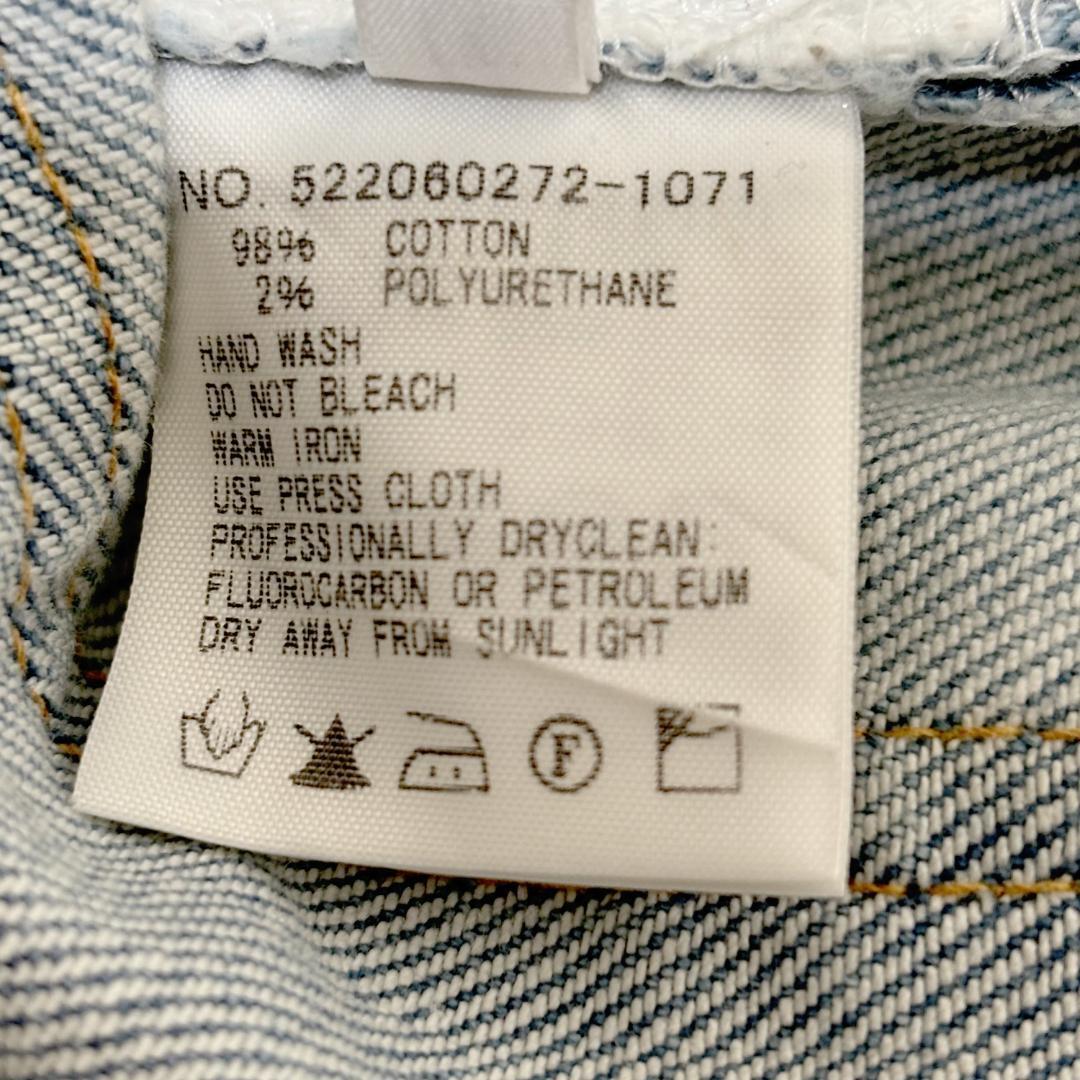 NO. 522060272-1071
98% COTTON
2% POLYURETHANE
HAND WASH
DO NOT BLEACH
WARM IRON
USE PRESS CLOTH
PROFESSIONALLY DRYCLEAN
FLUOROCARBON OR PETROLEUM
DRY AWAY FROM SUNLIGHT
F